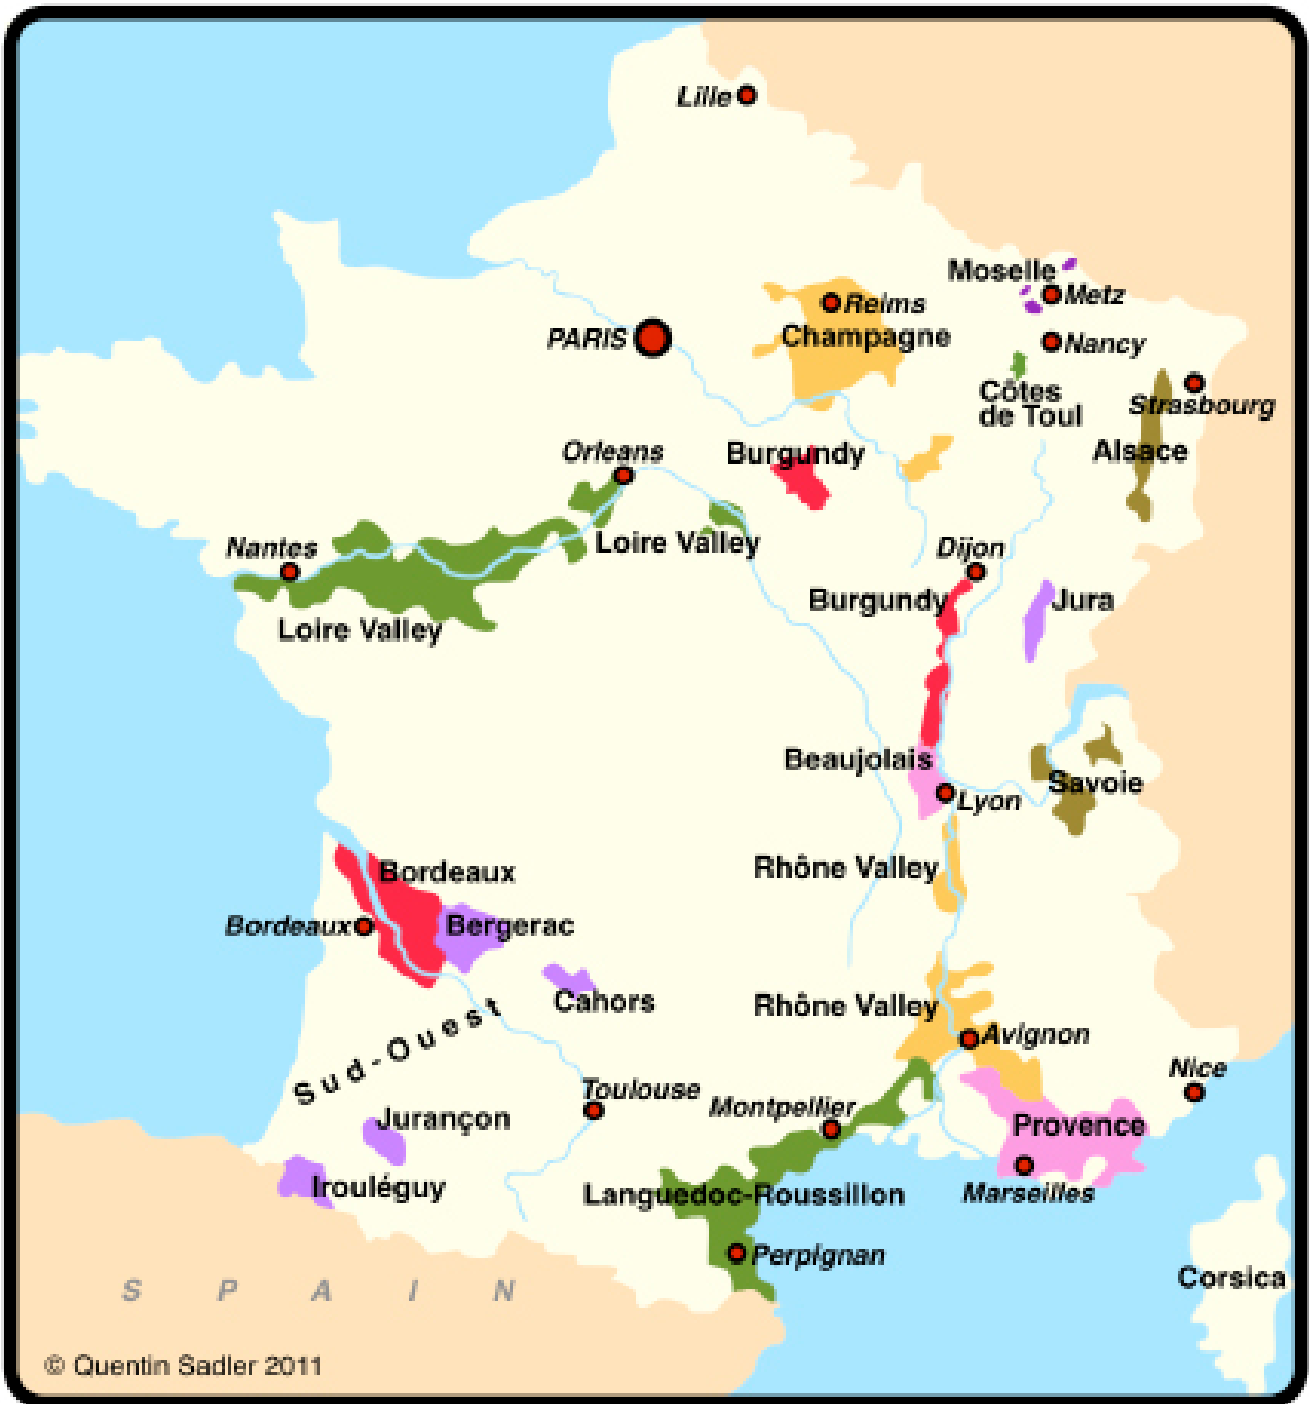 Lille
Moselle
Metz
Reims
PARIS
Champagne
Nancy
Côtes
de Toul
Strasbourg
Orleans
Burgundy
Alsace
Nantes
Loire Valley
Dijon
Burgundy
Jura
Loire Valley
Beaujolais
Savoie
Lyon
Rhône Valley
Bordeaux
Bordeaux
Bergerac
Cahors
Rhône Valley
Sud-Ouest
Avignon
Nice
Toulouse
Montpellier
Jurançon
Provence
Irouléguy
Languedoc-Roussillon
Marseilles
Perpignan
Corsica
SPAIN
© Quentin Sadler 2011